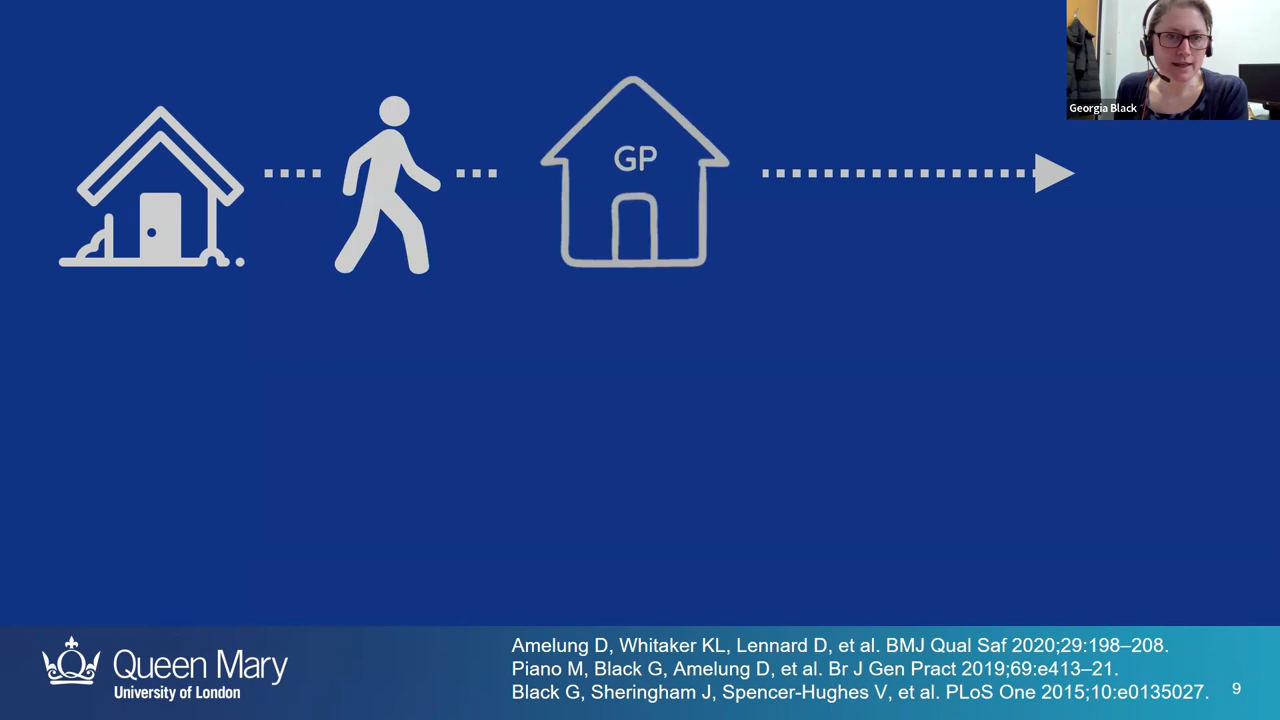 Georgia Black
GP
Queen Mary
University of London
Amelung D, Whitaker KL, Lennard D, et al. BMJ Qual Saf 2020;29:198–208.
Piano M, Black G, Amelung D, et al. Br J Gen Pract 2019;69:e413–21.
Black G, Sheringham J, Spencer-Hughes V, et al. PLoS One 2015;10:e0135027.
9